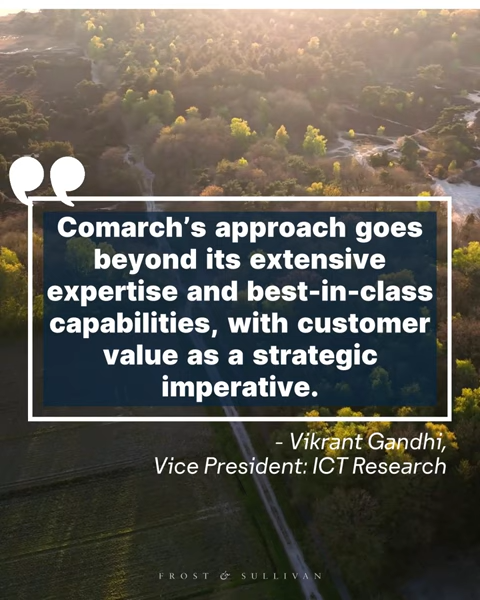 Comarch’s approach goes
beyond its extensive
expertise and best-in-class
capabilities, with customer
value as a strategic
imperative.
- Vikrant Gandhi,
Vice President: ICT Research
FROST & SULLIVAN